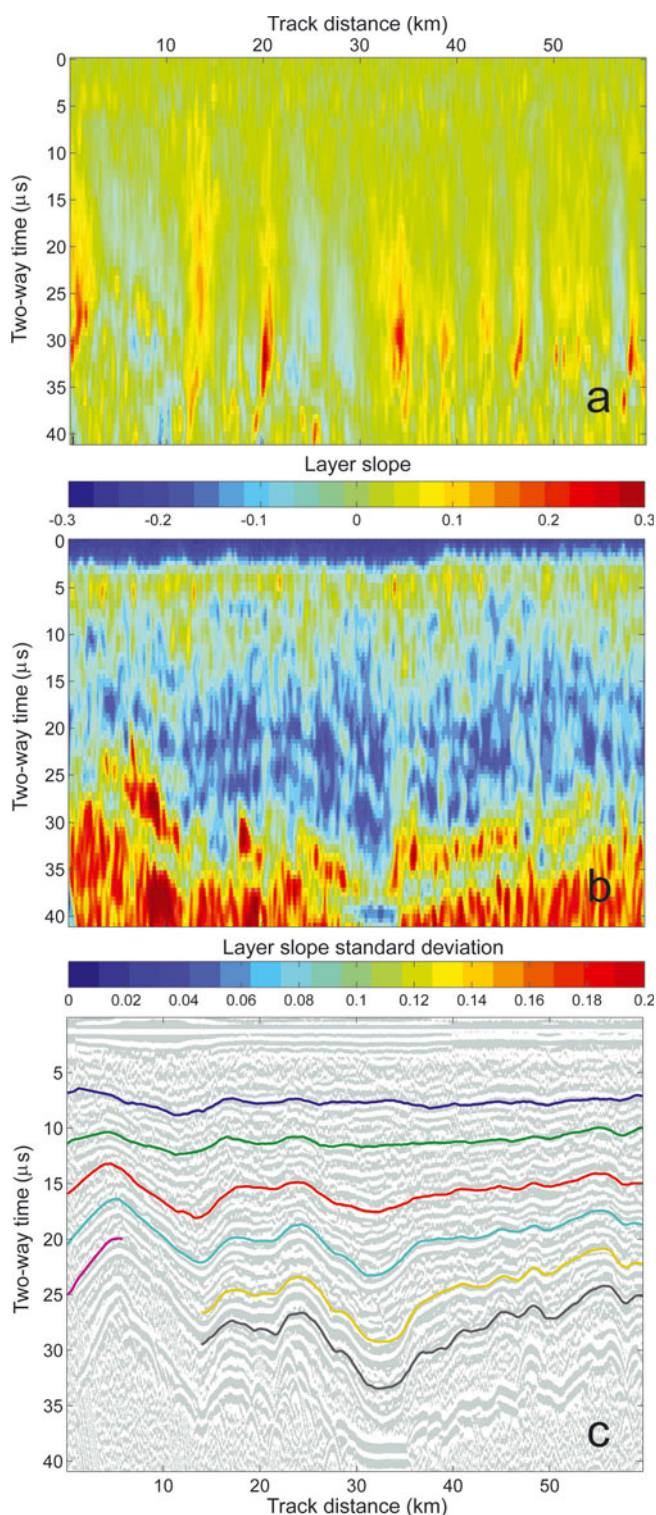 Track distance (km)
10 20 30 40 50
0
5
10
15
20
25
30
35
40
Two-way time (μs)
a
Layer slope
-0.3 -0.2 -0.1 0 0.1 0.2 0.3
0
5
10
15
20
25
30
35
40
Two-way time (μs)
b
Layer slope standard deviation
0 0.02 0.04 0.06 0.08 0.1 0.12 0.14 0.16 0.18 0.2
5
10
15
20
25
30
35
40
Two-way time (μs)
c
0 10 20 30 40 50
Track distance (km)